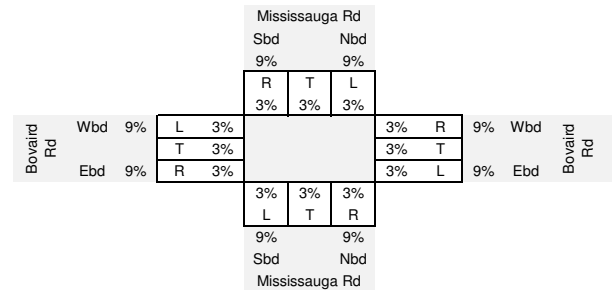 Mississauga Rd
Sbd Nbd
9% 9%
R T L
3% 3% 3%
Bovaird Rd
Wbd 9% L 3% 3% R 9% Wbd
T 3% 3% T
Ebd 9% R 3% 3% L 9% Ebd
Bovaird Rd
3% 3% 3%
L T R
9% 9%
Sbd Nbd
Mississauga Rd